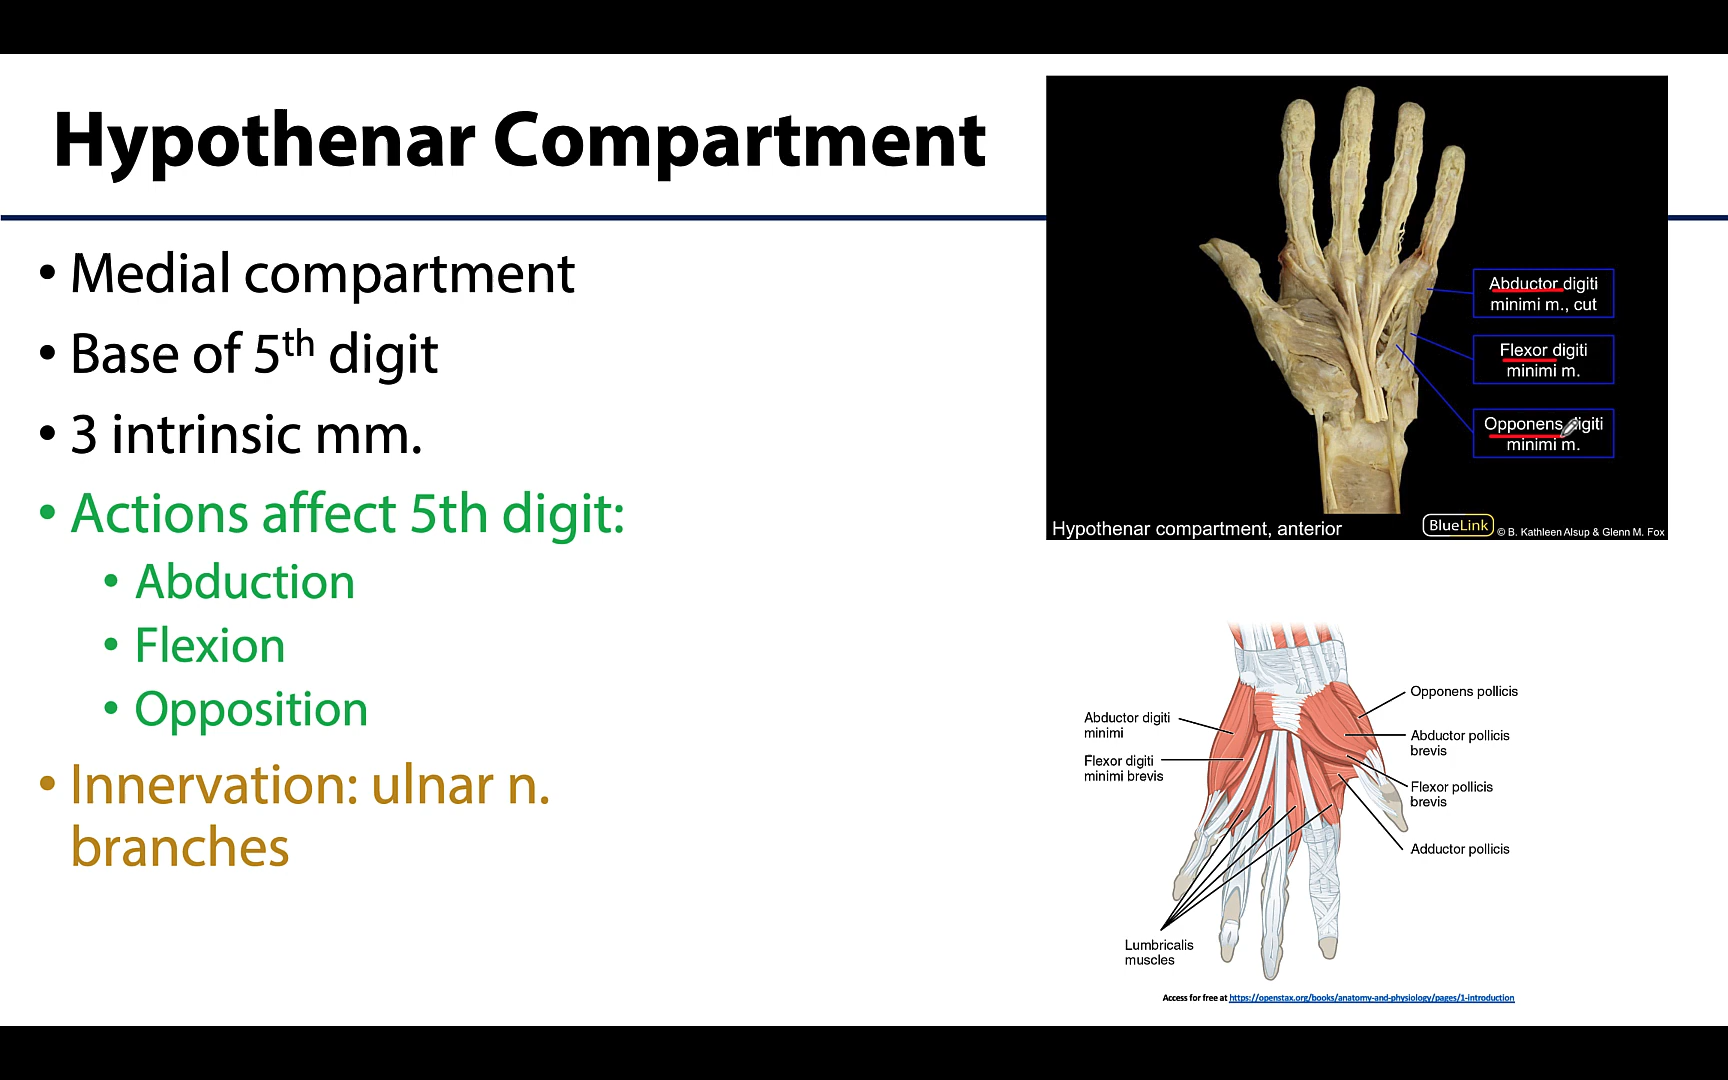 Hypothenar Compartment
• Medial compartment
• Base of 5th digit
• 3 intrinsic mm.
• Actions affect 5th digit:
• Abduction
• Flexion
• Opposition
• Innervation: ulnar n.
branches
Abductor digiti
minimi m., cut
Flexor digiti
minimi m.
Opponens digiti
minimi m.
Hypothenar compartment, anterior
BlueLink
© B. Kathleen Alsup & Glenn M. Fox
Abductor digiti
minimi
Flexor digiti
minimi brevis
Lumbricalis
muscles
Opponens pollicis
Abductor pollicis
brevis
Flexor pollicis
brevis
Adductor pollicis
Access for free at https://openstax.org/books/anatomy-and-physiology/pages/1-introduction